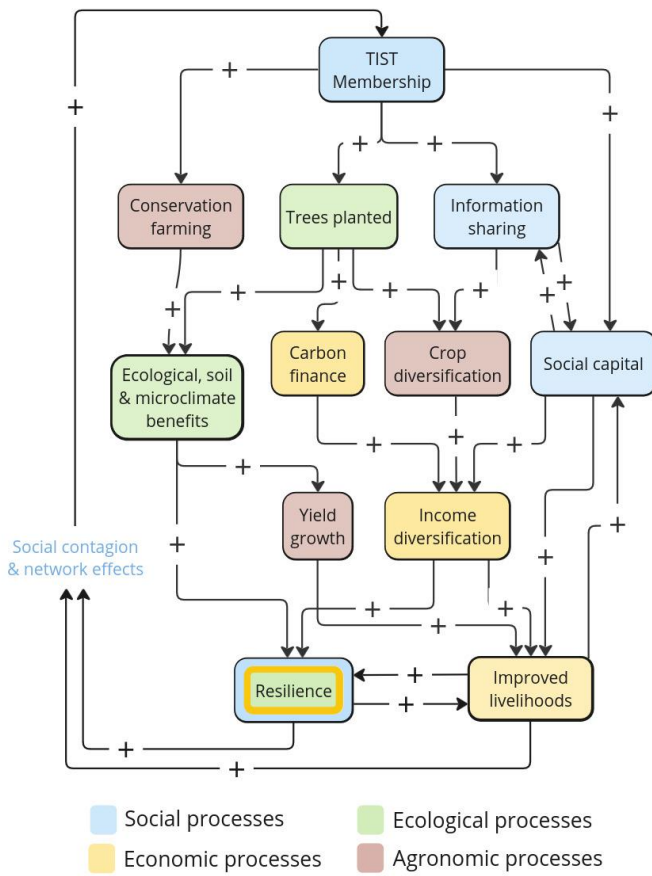 TIST
Membership
+
+
+
+
+
Conservation
farming
Trees planted
Information
sharing
+
+
+
+
+
+
Ecological, soil
& microclimate
benefits
Carbon
finance
Crop
diversification
Social capital
+
+
+
+
Yield
growth
Income
diversification
+
Social contagion
& network effects
+
+
+
+
+
Resilience
+
+
Improved
livelihoods
+
+
Social processes
Ecological processes
Economic processes
Agronomic processes